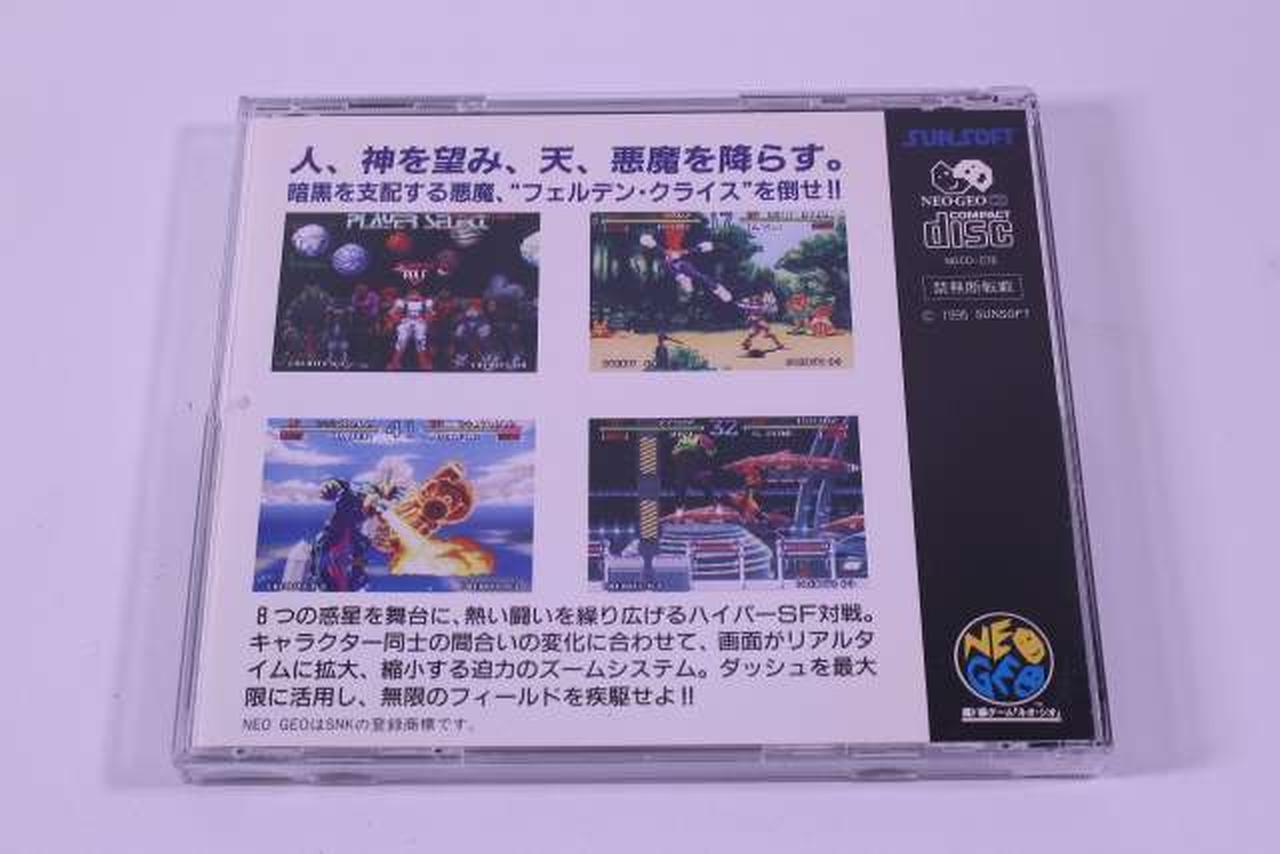 人、神を望み、天、悪魔を降らす。
暗黒を支配する悪魔、“フェルデン・クライス”を倒せ!!
PLAYER SELECT
POLF
41
32
8つの惑星を舞台に、熱い闘いを繰り広げるハイパーSF対戦。
キャラクター同士の間合いの変化に合わせて、画面がリアルタ
イムに拡大、縮小する迫力のズームシステム。ダッシュを最大
限に活用し、無限のフィールドを疾駆せよ!!
NEO GEOはSNKの登録商標です。
SUNSOFT
NEO・GEO CD
COMPACT
disc
禁無断転載
© 1995 SUNSOFT
NEO
GEO